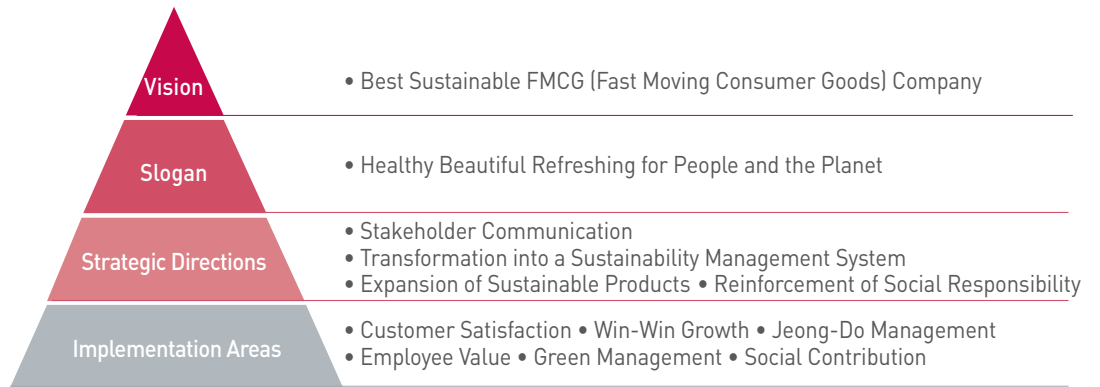 Vision
• Best Sustainable FMCG (Fast Moving Consumer Goods) Company
Slogan
• Healthy Beautiful Refreshing for People and the Planet
Strategic Directions
• Stakeholder Communication
• Transformation into a Sustainability Management System
• Expansion of Sustainable Products • Reinforcement of Social Responsibility
Implementation Areas
• Customer Satisfaction • Win-Win Growth • Jeong-Do Management
• Employee Value • Green Management • Social Contribution